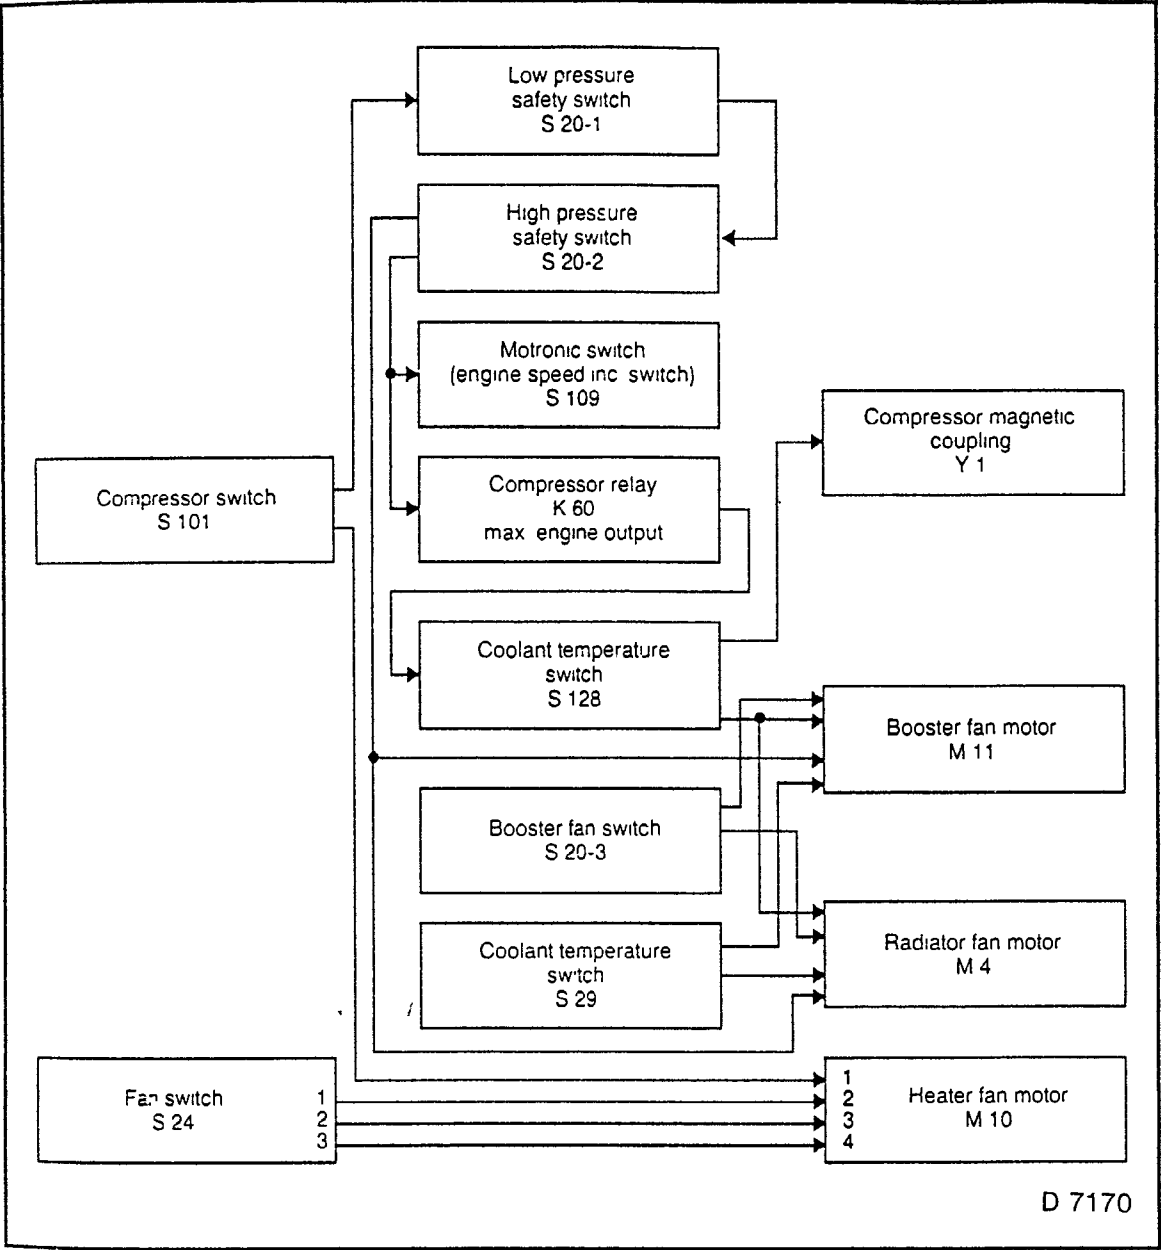 Low pressure
safety switch
S 20-1
High pressure
safety switch
S 20-2
Motronic switch
(engine speed inc switch)
S 109
Compressor magnetic
coupling
Y 1
Compressor switch
S 101
Compressor relay
K 60
max engine output
Coolant temperature
switch
S 128
Booster fan motor
M 11
Booster fan switch
S 20-3
Coolant temperature
switch
S 29
Radiator fan motor
M 4
Fan switch
S 24
1
2
3
1
2
3
4
Heater fan motor
M 10
D 7170